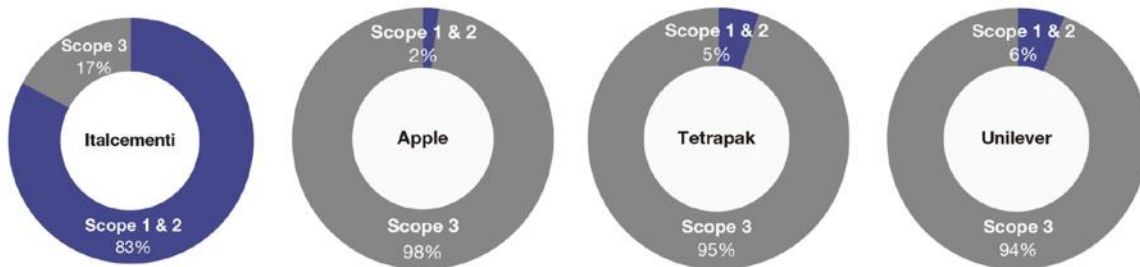 Scope 3
17%
Italcementi
Scope 1 & 2
83%
Scope 1 & 2
2%
Apple
Scope 3
98%
Scope 1 & 2
5%
Tetrapak
Scope 3
95%
Scope 1 & 2
6%
Unilever
Scope 3
94%